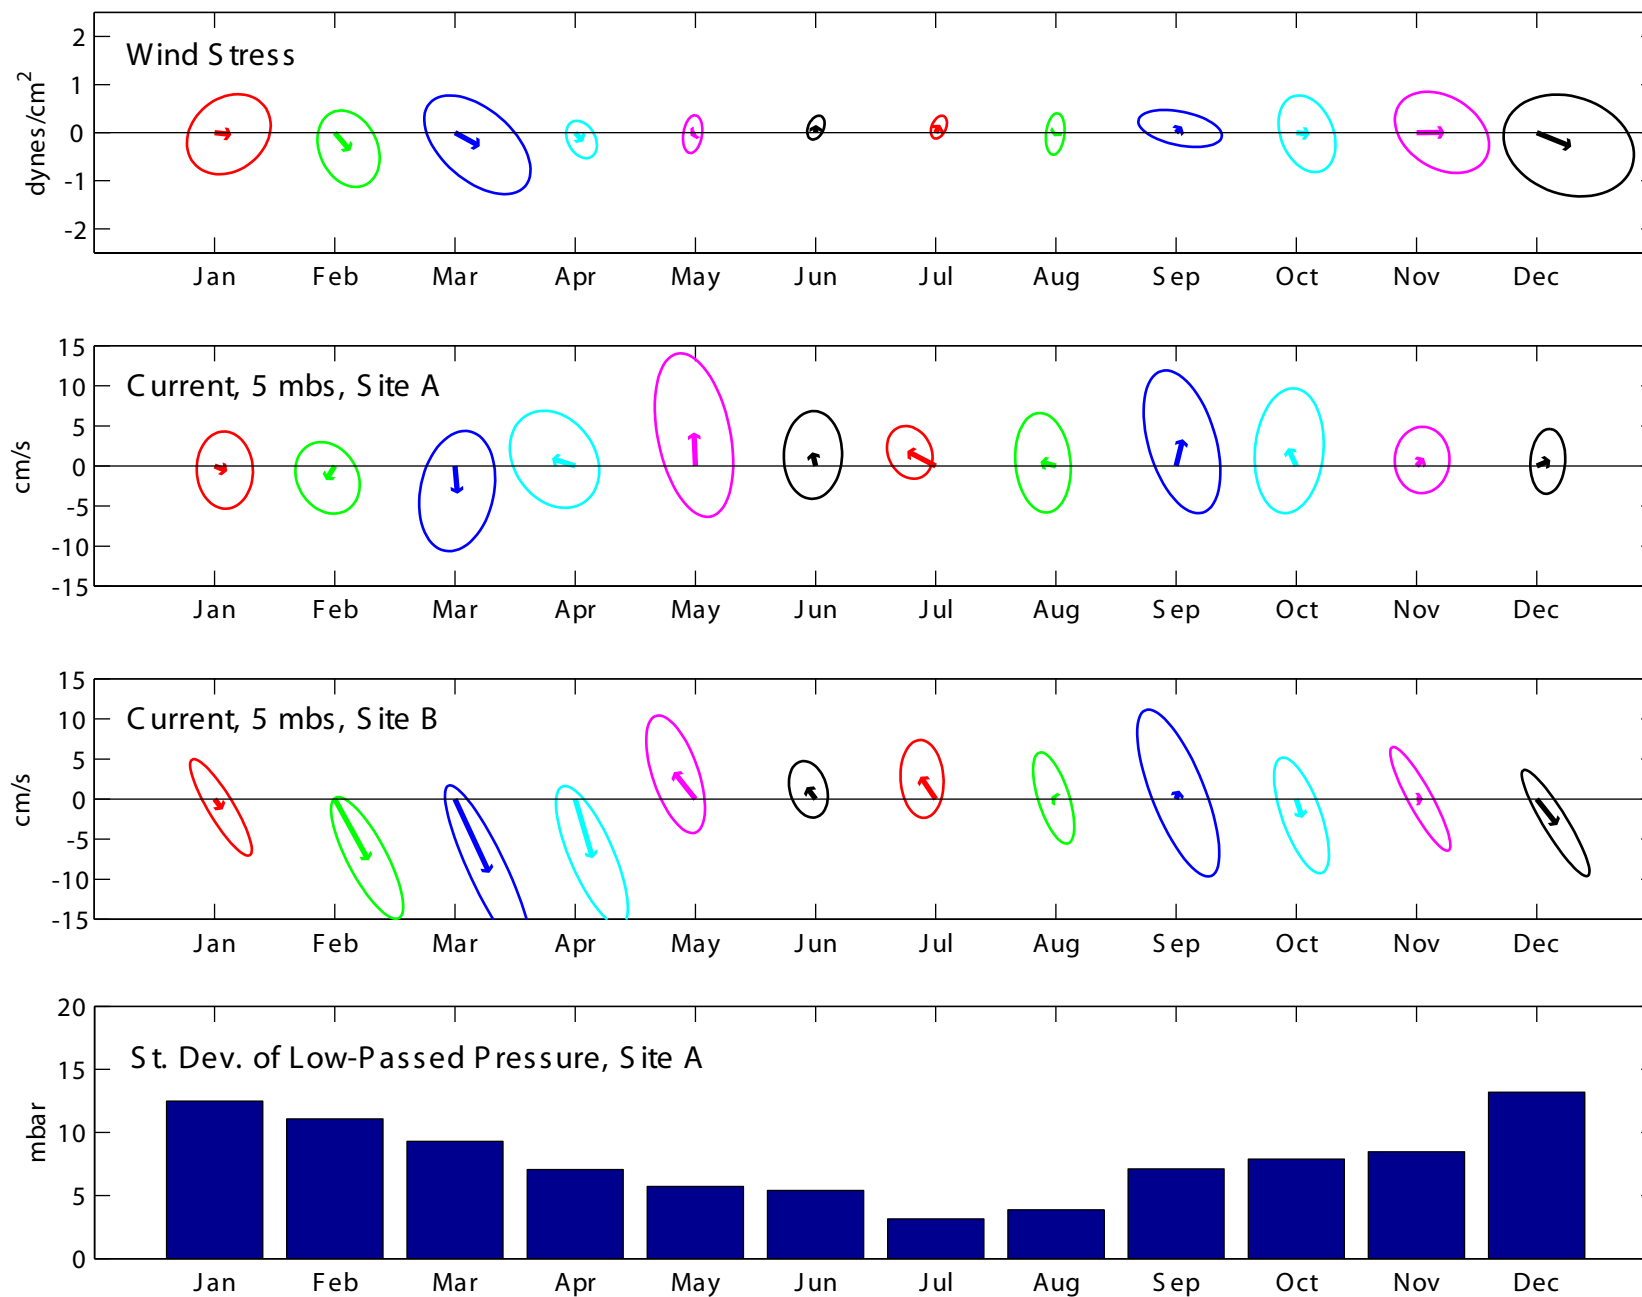 Wind Stress
dynes/cm²
2
1
0
-1
-2
Jan Feb Mar Apr May Jun Jul Aug Sep Oct Nov Dec
Current, 5 mbs, Site A
cm/s
15
10
5
0
-5
-10
-15
Jan Feb Mar Apr May Jun Jul Aug Sep Oct Nov Dec
Current, 5 mbs, Site B
cm/s
15
10
5
0
-5
-10
-15
Jan Feb Mar Apr May Jun Jul Aug Sep Oct Nov Dec
St. Dev. of Low-Passed Pressure, Site A
mbar
20
15
10
5
0
Jan Feb Mar Apr May Jun Jul Aug Sep Oct Nov Dec